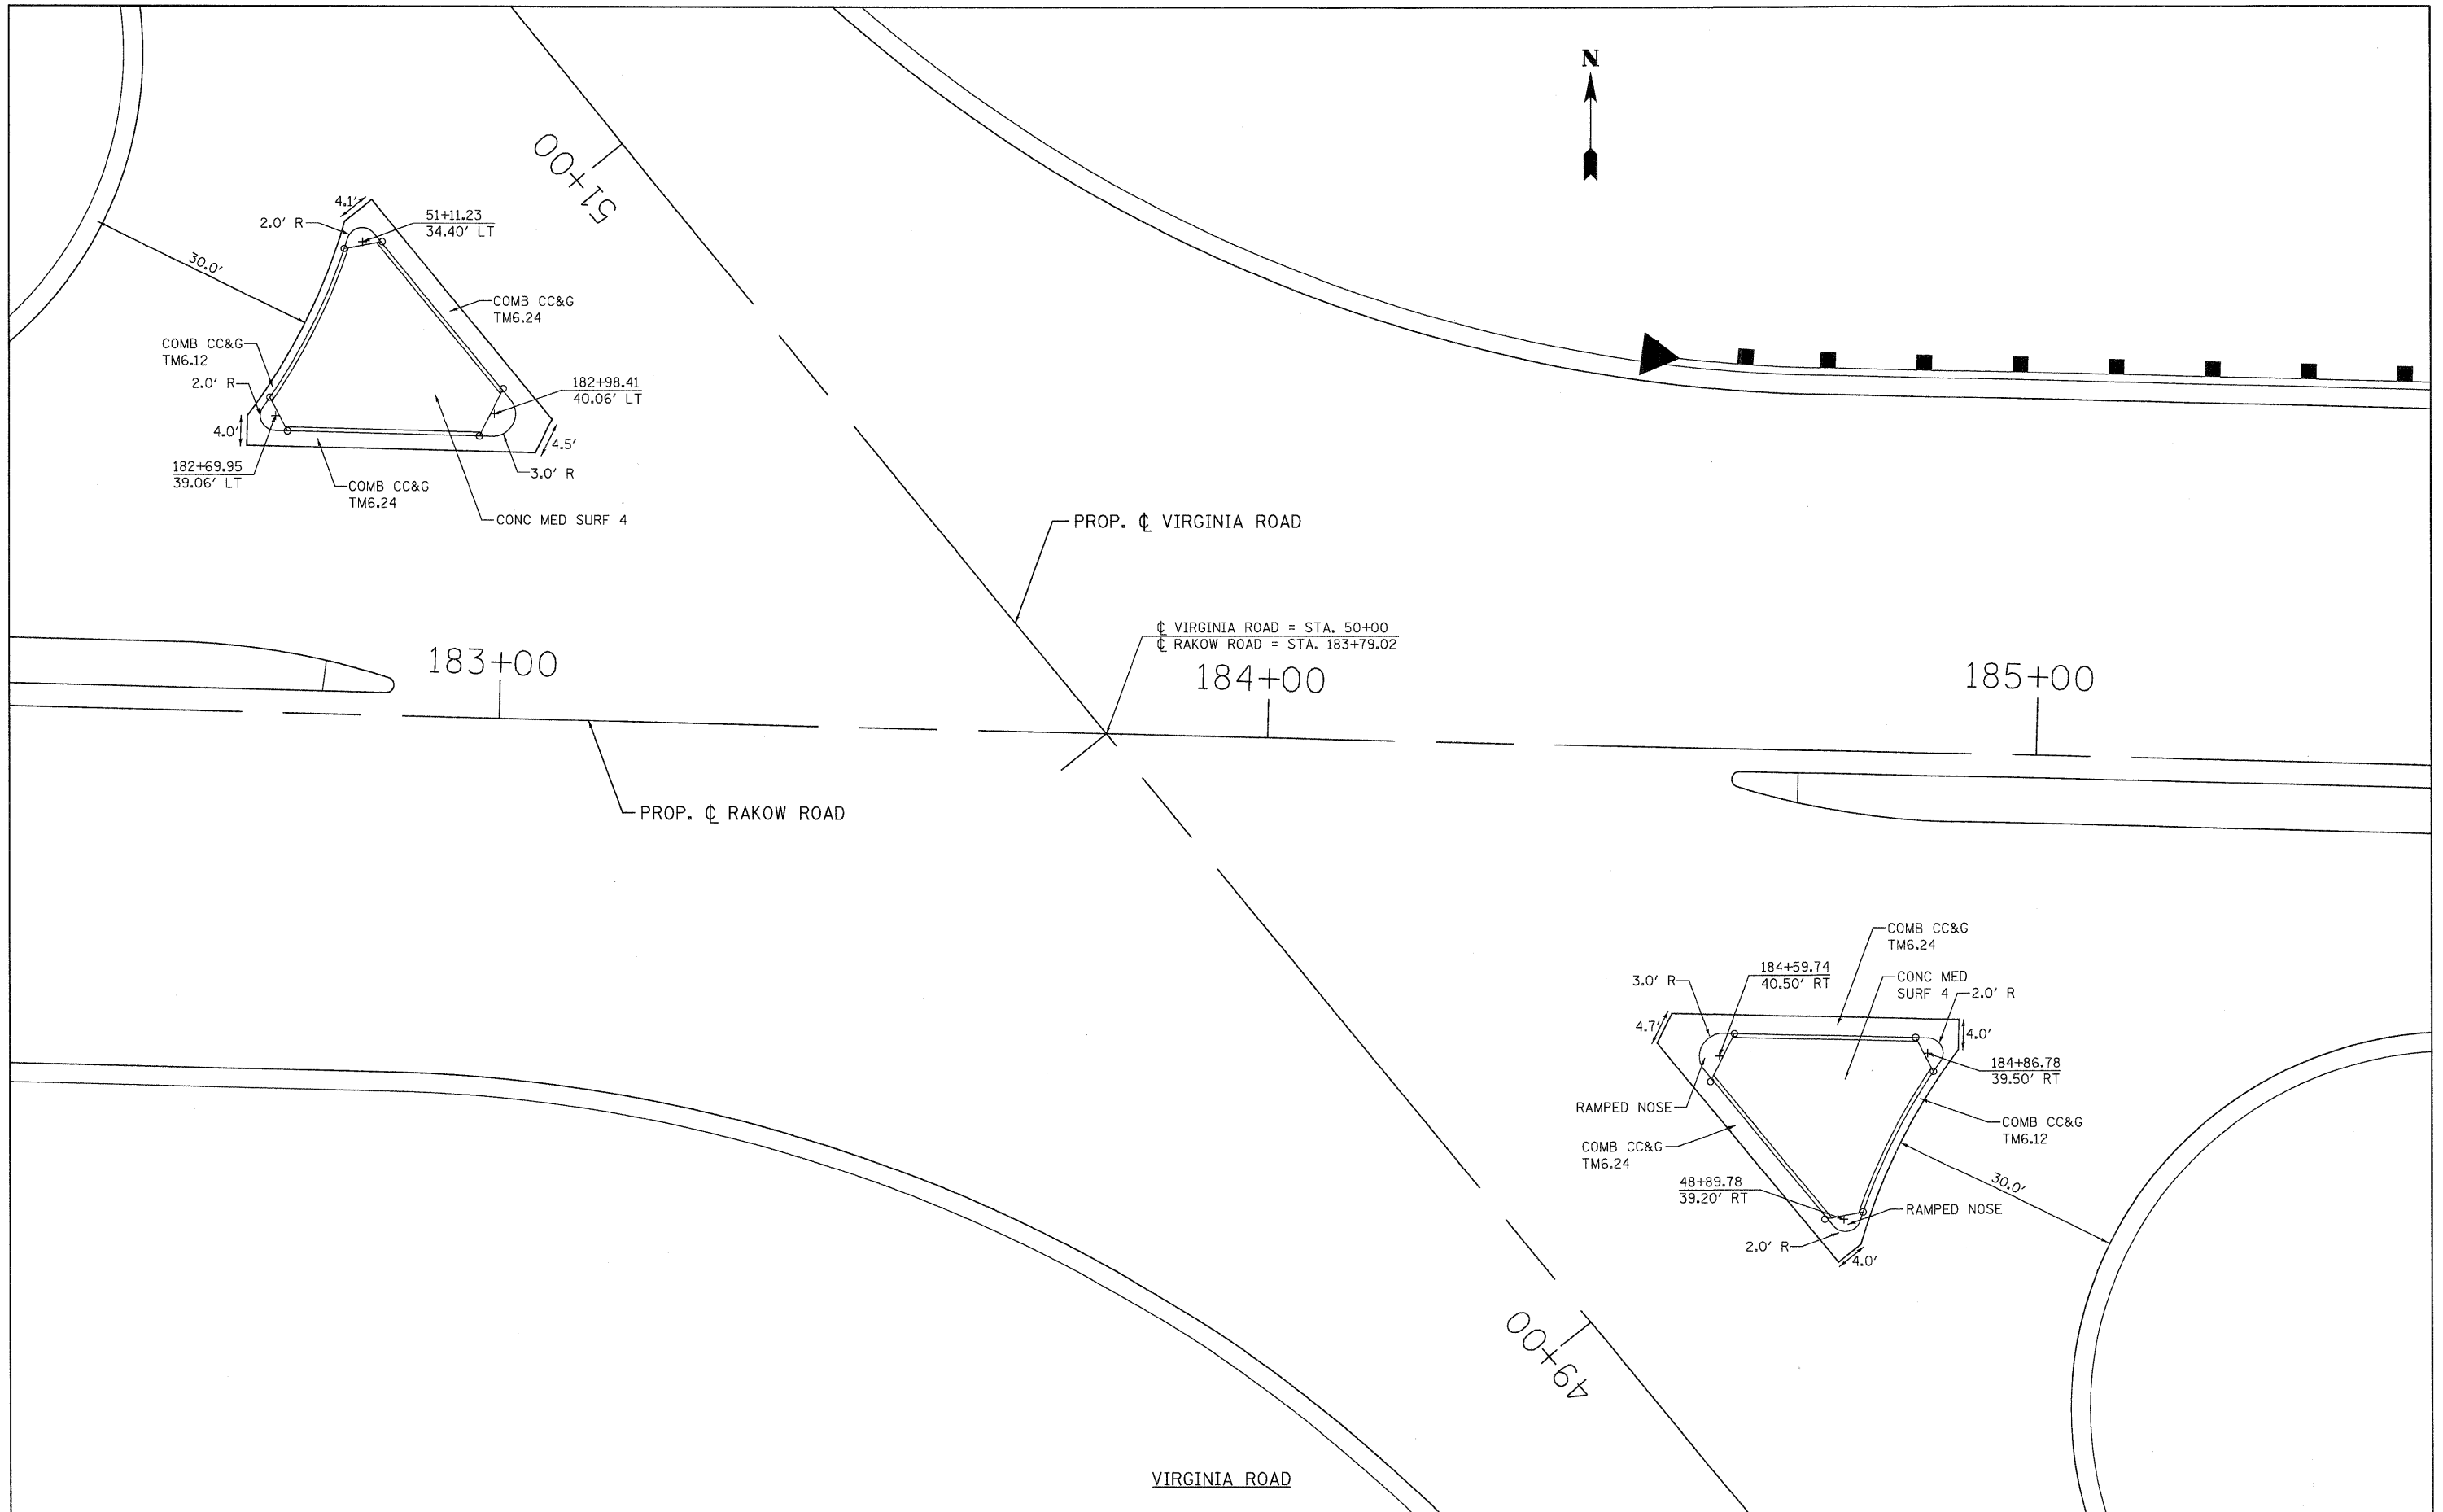 N
51+00
4.1'
2.0' R
51+11.23
34.40' LT
30.0'
COMB CC&G
TM6.24
COMB CC&G
TM6.12
2.0' R
182+98.41
40.06' LT
4.0'
4.5'
182+69.95
39.06' LT
3.0' R
COMB CC&G
TM6.24
CONC MED SURF 4
PROP. ℄ VIRGINIA ROAD
℄ VIRGINIA ROAD = STA. 50+00
℄ RAKOW ROAD = STA. 183+79.02
183+00
184+00
185+00
PROP. ℄ RAKOW ROAD
COMB CC&G
TM6.24
184+59.74
40.50' RT
3.0' R
CONC MED
SURF 4
2.0' R
4.7'
4.0'
184+86.78
39.50' RT
RAMPED NOSE
COMB CC&G
TM6.12
COMB CC&G
TM6.24
48+89.78
39.20' RT
30.0'
RAMPED NOSE
2.0' R
4.0'
49+00
VIRGINIA ROAD